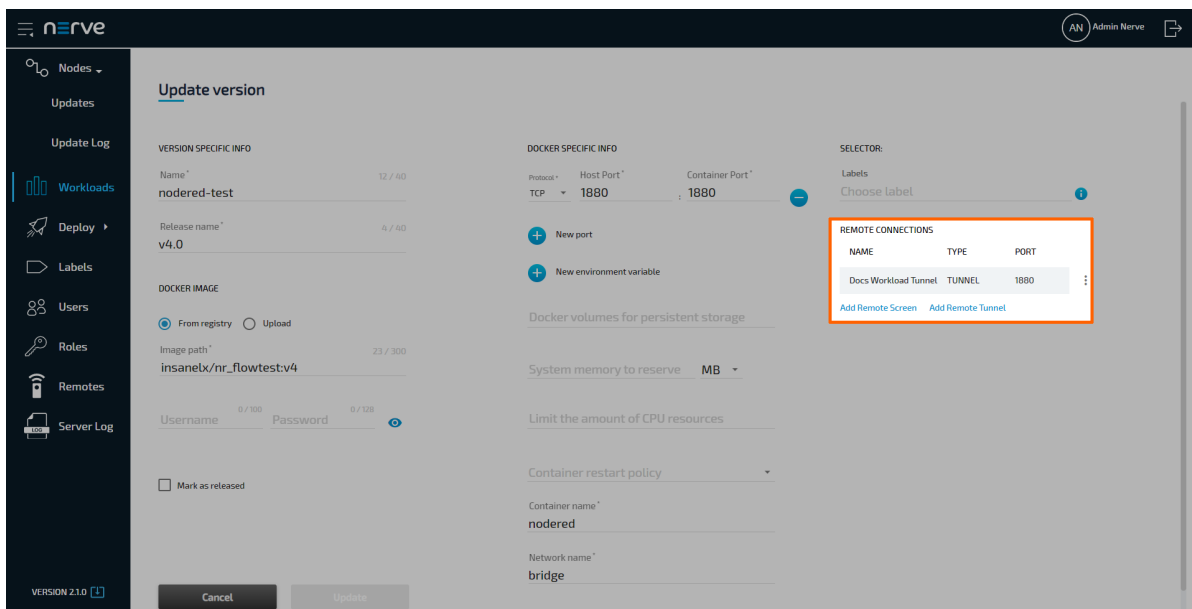 nerve
AN Admin Nerve
Nodes
Updates
Update Log
Workloads
Deploy
Labels
Users
Roles
Remotes
LOG Server Log
VERSION 2.1.0
Update version
VERSION SPECIFIC INFO
Name* 12 / 40
nodered-test
Release name* 4 / 40
v4.0
DOCKER IMAGE
From registry Upload
Image path* 23 / 300
insanelx/nr_flowtest:v4
Username 0 / 100 Password 0 / 128
Mark as released
Cancel Update
DOCKER SPECIFIC INFO
Protocol* Host Port* Container Port*
TCP 1880 : 1880
New port
New environment variable
Docker volumes for persistent storage
System memory to reserve MB
Limit the amount of CPU resources
Container restart policy
Container name*
nodered
Network name*
bridge
SELECTOR:
Labels
Choose label
REMOTE CONNECTIONS
NAME TYPE PORT
Docs Workload Tunnel TUNNEL 1880
Add Remote Screen Add Remote Tunnel